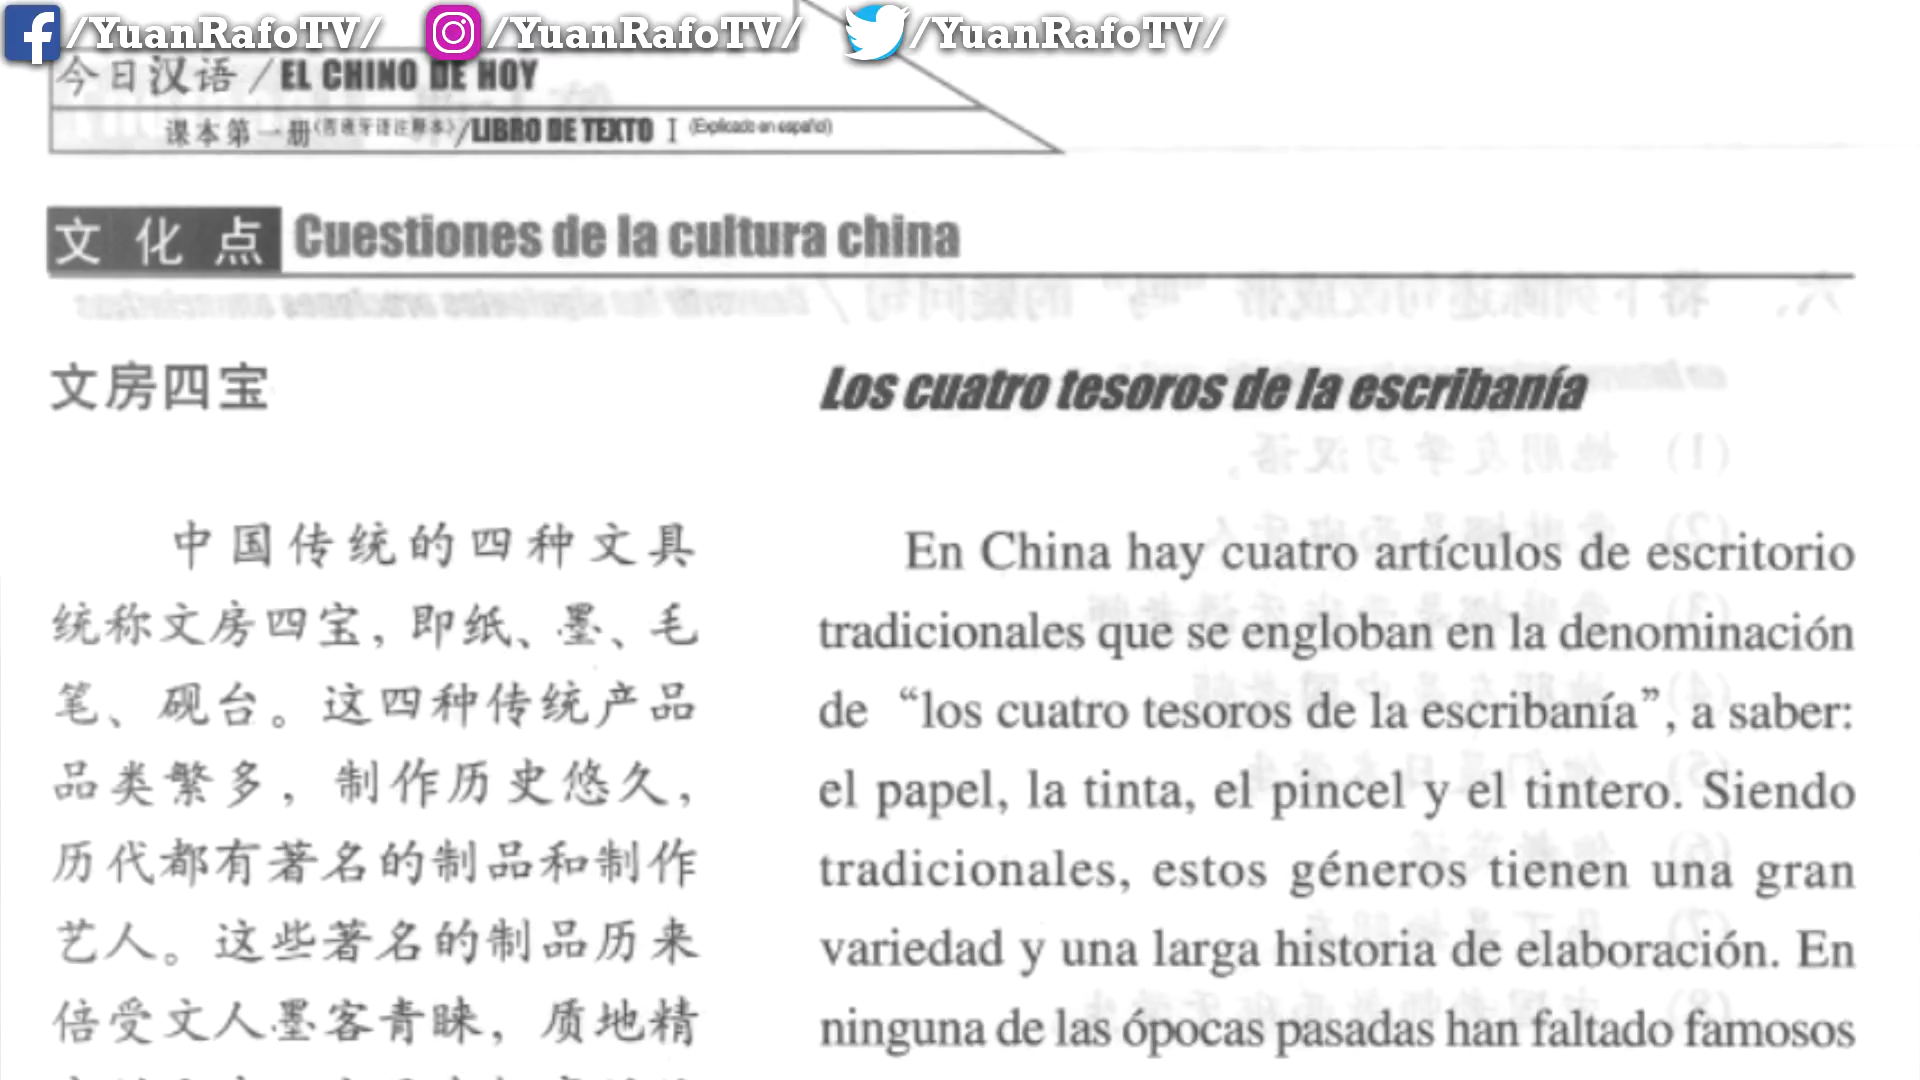 /YuanRafoTV/ /YuanRafoTV/ /YuanRafoTV/
今日汉语 / EL CHINO DE HOY
课本第一册(西班牙语注释本)/LIBRO DE TEXTO I (Explicado en español)
文化点 Cuestiones de la cultura china
文房四宝
中国传统的四种文具
统称文房四宝，即纸、墨、毛
笔、砚台。这四种传统产品
品类繁多，制作历史悠久，
历代都有著名的制品和制作
艺人。这些著名的制品历来
倍受文人墨客青睐，质地精
Los cuatro tesoros de la escribanía
En China hay cuatro artículos de escritorio
tradicionales que se engloban en la denominación
de “los cuatro tesoros de la escribanía”, a saber:
el papel, la tinta, el pincel y el tintero. Siendo
tradicionales, estos géneros tienen una gran
variedad y una larga historia de elaboración. En
ninguna de las ópocas pasadas han faltado famosos